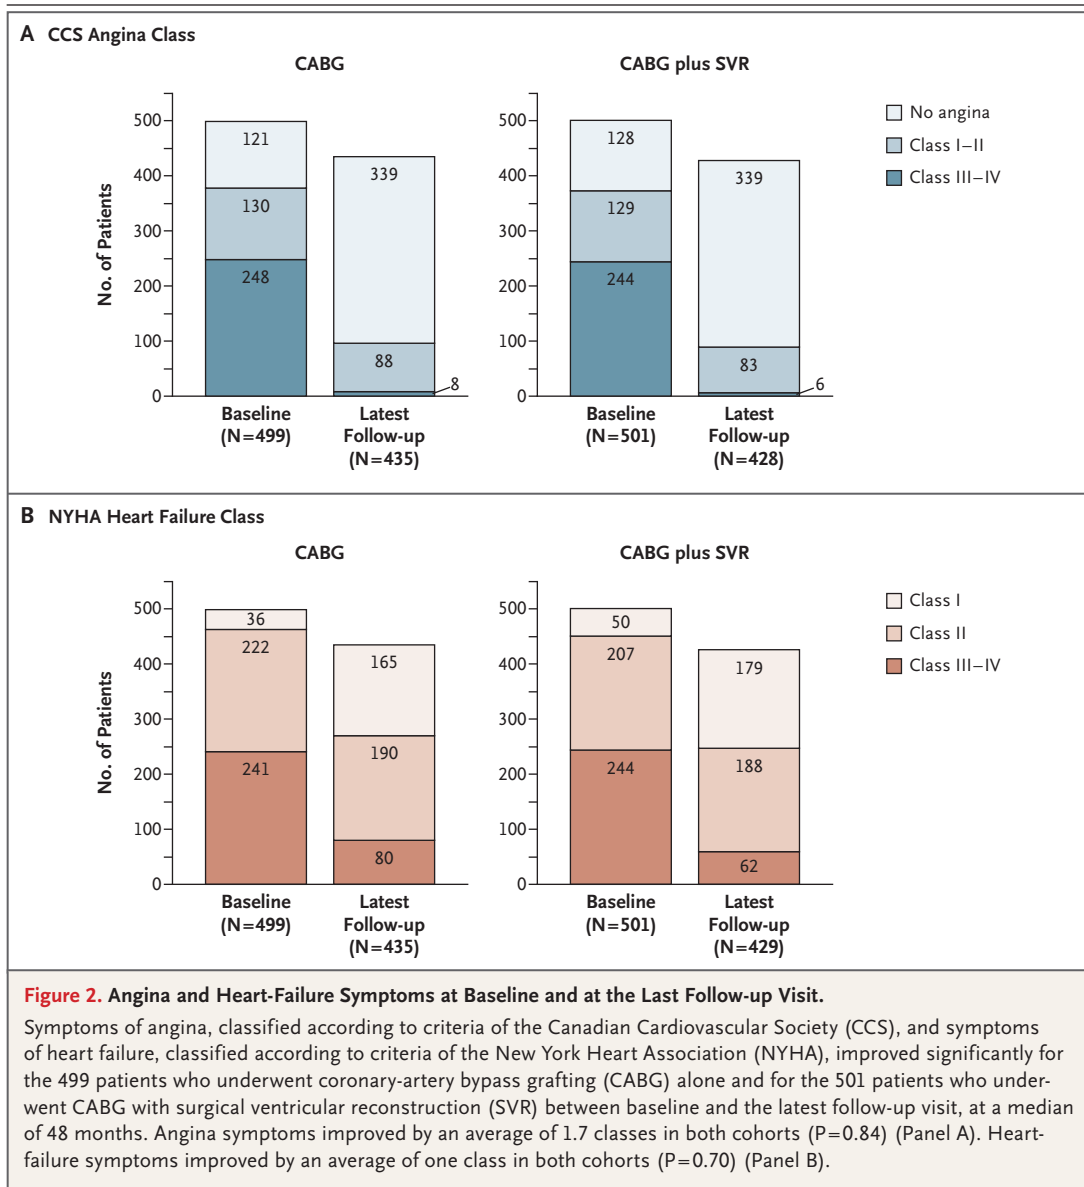 A CCS Angina Class
CABG
CABG plus SVR
No. of Patients
500
400
300
200
100
0
121
130
248
339
88
8
Baseline
(N=499)
Latest
Follow-up
(N=435)
500
400
300
200
100
0
128
129
244
339
83
6
Baseline
(N=501)
Latest
Follow-up
(N=428)
No angina
Class I–II
Class III–IV
B NYHA Heart Failure Class
CABG
CABG plus SVR
No. of Patients
500
400
300
200
100
0
36
222
241
165
190
80
Baseline
(N=499)
Latest
Follow-up
(N=435)
500
400
300
200
100
0
50
207
244
179
188
62
Baseline
(N=501)
Latest
Follow-up
(N=429)
Class I
Class II
Class III–IV
Figure 2. Angina and Heart-Failure Symptoms at Baseline and at the Last Follow-up Visit.
Symptoms of angina, classified according to criteria of the Canadian Cardiovascular Society (CCS), and symptoms
of heart failure, classified according to criteria of the New York Heart Association (NYHA), improved significantly for
the 499 patients who underwent coronary-artery bypass grafting (CABG) alone and for the 501 patients who under-
went CABG with surgical ventricular reconstruction (SVR) between baseline and the latest follow-up visit, at a median
of 48 months. Angina symptoms improved by an average of 1.7 classes in both cohorts (P=0.84) (Panel A). Heart-
failure symptoms improved by an average of one class in both cohorts (P=0.70) (Panel B).